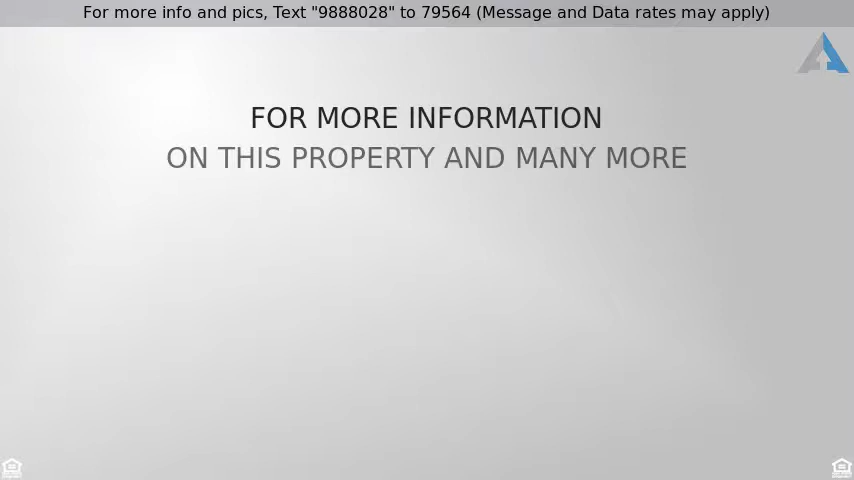 For more info and pics, Text "9888028" to 79564 (Message and Data rates may apply)
FOR MORE INFORMATION
ON THIS PROPERTY AND MANY MORE